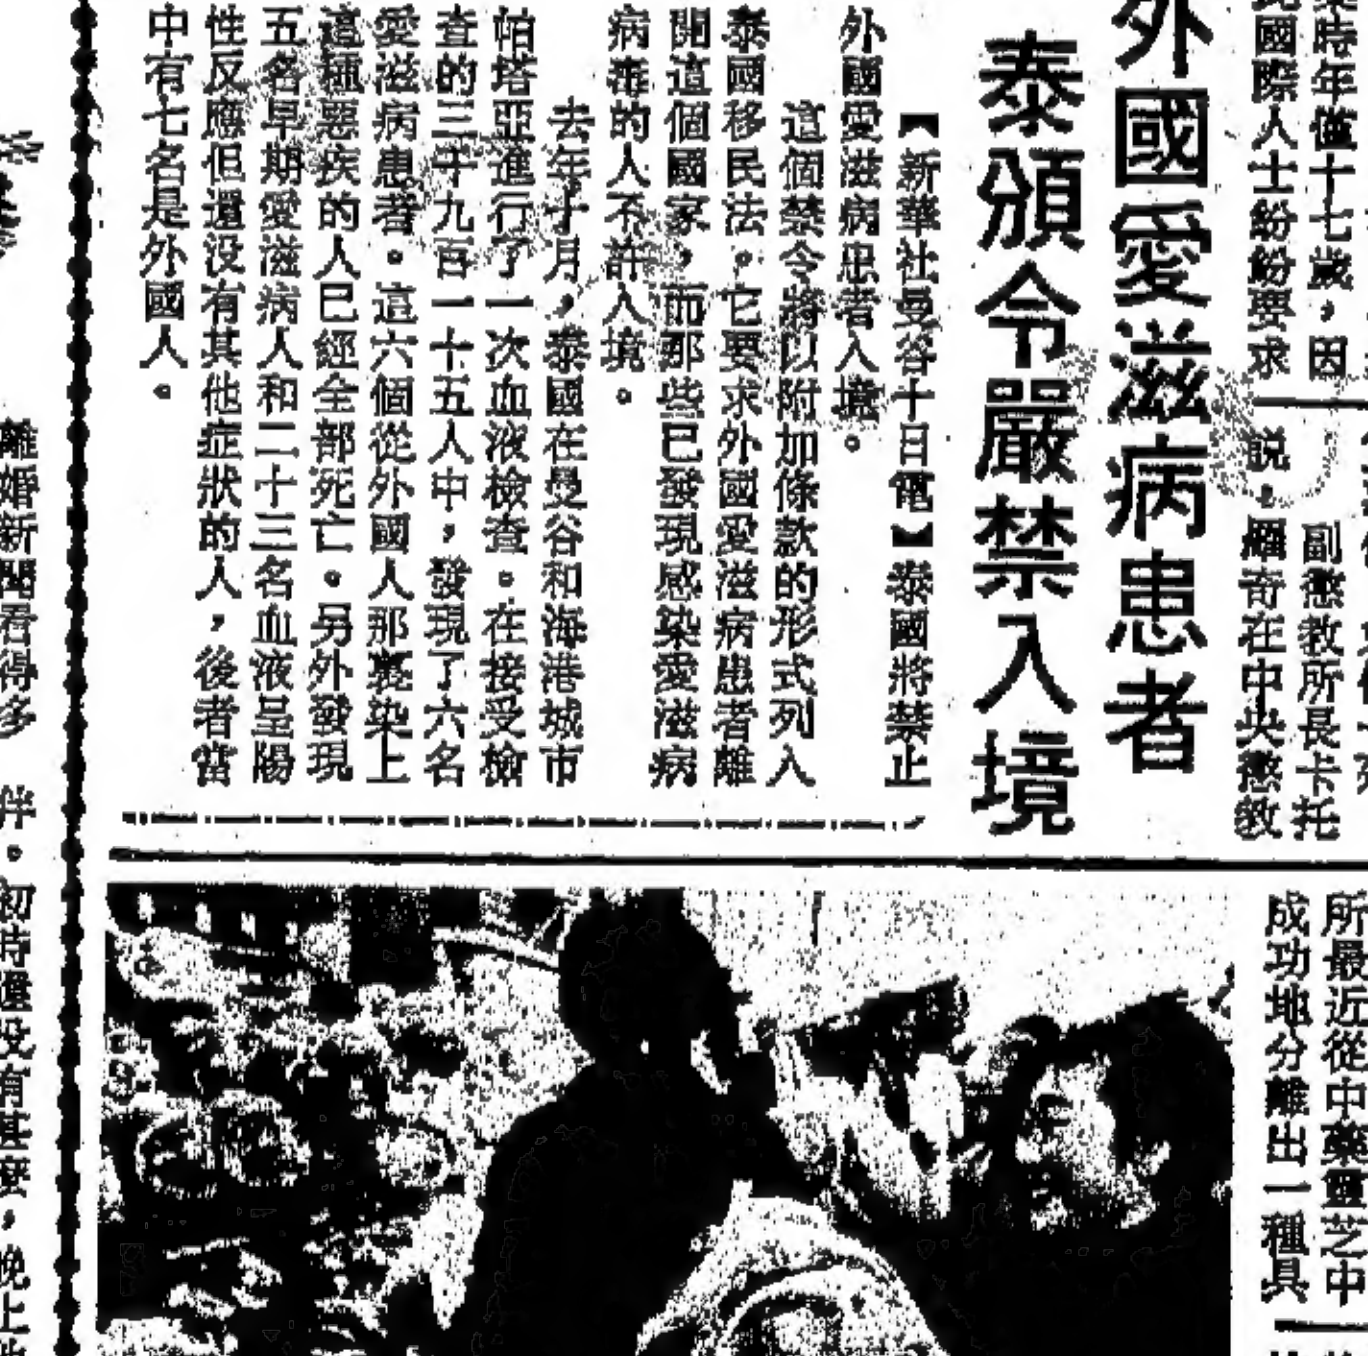 時年僅十七歲，因
國際人士紛紛要求
副懲教所長卡托
說，羅奇在中央懲教
外國愛滋病患者
泰頒令嚴禁入境
【新華社曼谷十日電】泰國將禁止
外國愛滋病患者入境。
這個禁令將以附加條款的形式列入
泰國移民法。它要求外國愛滋病患者離
開這個國家，而那些已發現感染愛滋病
病毒的人不許入境。
去年十月，泰國在曼谷和海港城市
帕塔亞進行了一次血液檢查。在接受檢
查的三千九百一十五人中，發現了六名
愛滋病患者。這六個從外國人那裏染上
這種惡疾的人已經全部死亡。另外發現
五名早期愛滋病人和二十三名血液呈陽
性反應但還没有其他症狀的人，後者當
中有七名是外國人。
所最近從中藥靈芝中
成功地分離出一種具
離婚新聞看得多
伴。初時還没有甚麼，晚上